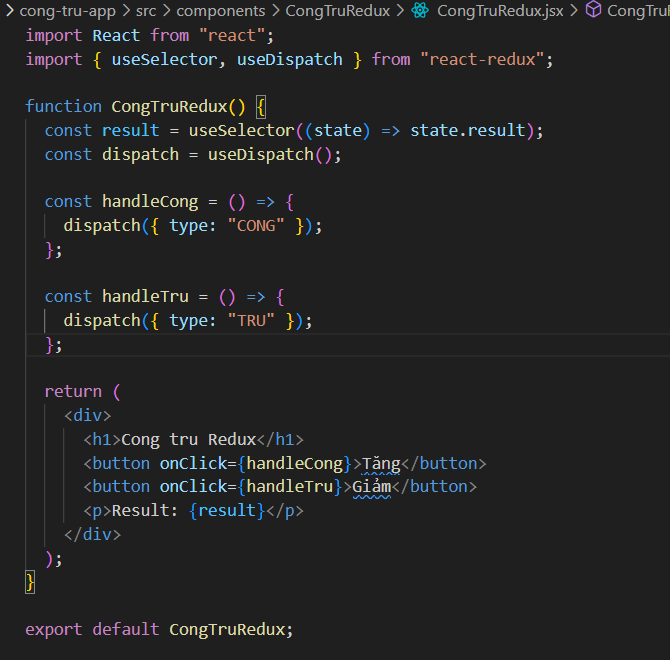 cong-tru-app > src > components > CongTruRedux > CongTruRedux.jsx > CongTru
import React from "react";
import { useSelector, useDispatch } from "react-redux";
function CongTruRedux() {
  const result = useSelector((state) => state.result);
  const dispatch = useDispatch();
  const handleCong = () => {
    dispatch({ type: "CONG" });
  };
  const handleTru = () => {
    dispatch({ type: "TRU" });
  };
  return (
    <div>
      <h1>Cong tru Redux</h1>
      <button onClick={handleCong}>Tăng</button>
      <button onClick={handleTru}>Giảm</button>
      <p>Result: {result}</p>
    </div>
  );
}
export default CongTruRedux;